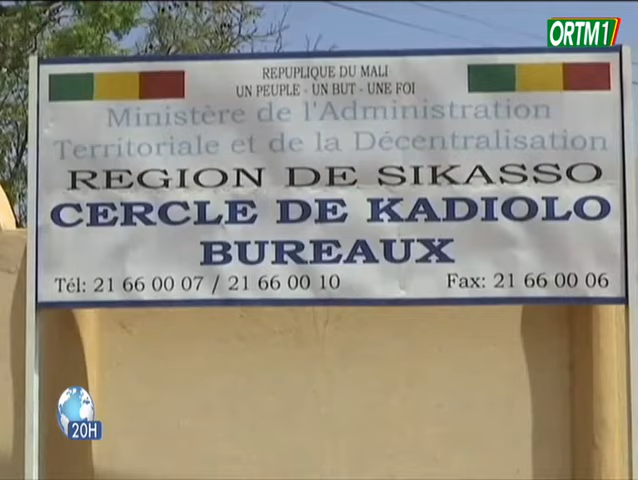 ORTM1
REPUPLIQUE DU MALI
UN PEUPLE - UN BUT - UNE FOI
Ministère de l'Administration
Territoriale et de la Décentralisation
REGION DE SIKASSO
CERCLE DE KADIOLO
BUREAUX
Tél: 21 66 00 07 / 21 66 00 10 Fax: 21 66 00 06
20H